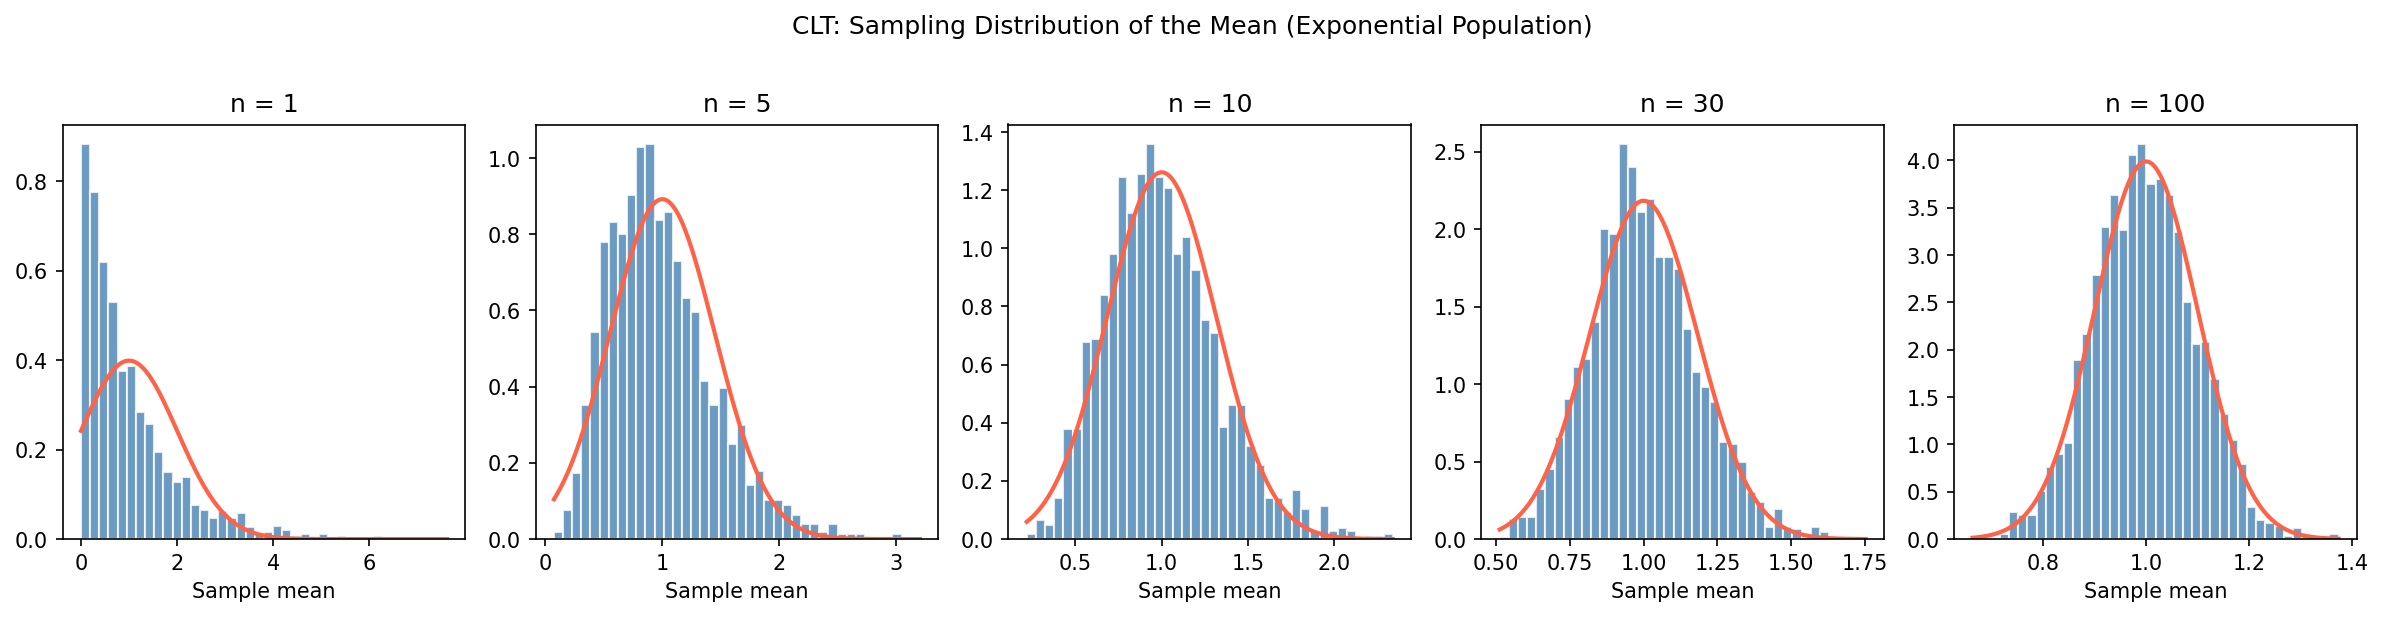 CLT: Sampling Distribution of the Mean (Exponential Population)
n = 1
0.8
0.6
0.4
0.2
0.0
0 2 4 6
Sample mean
n = 5
1.0
0.8
0.6
0.4
0.2
0.0
0 1 2 3
Sample mean
n = 10
1.4
1.2
1.0
0.8
0.6
0.4
0.2
0.0
0.5 1.0 1.5 2.0
Sample mean
n = 30
2.5
2.0
1.5
1.0
0.5
0.0
0.50 0.75 1.00 1.25 1.50 1.75
Sample mean
n = 100
4.0
3.5
3.0
2.5
2.0
1.5
1.0
0.5
0.0
0.8 1.0 1.2 1.4
Sample mean